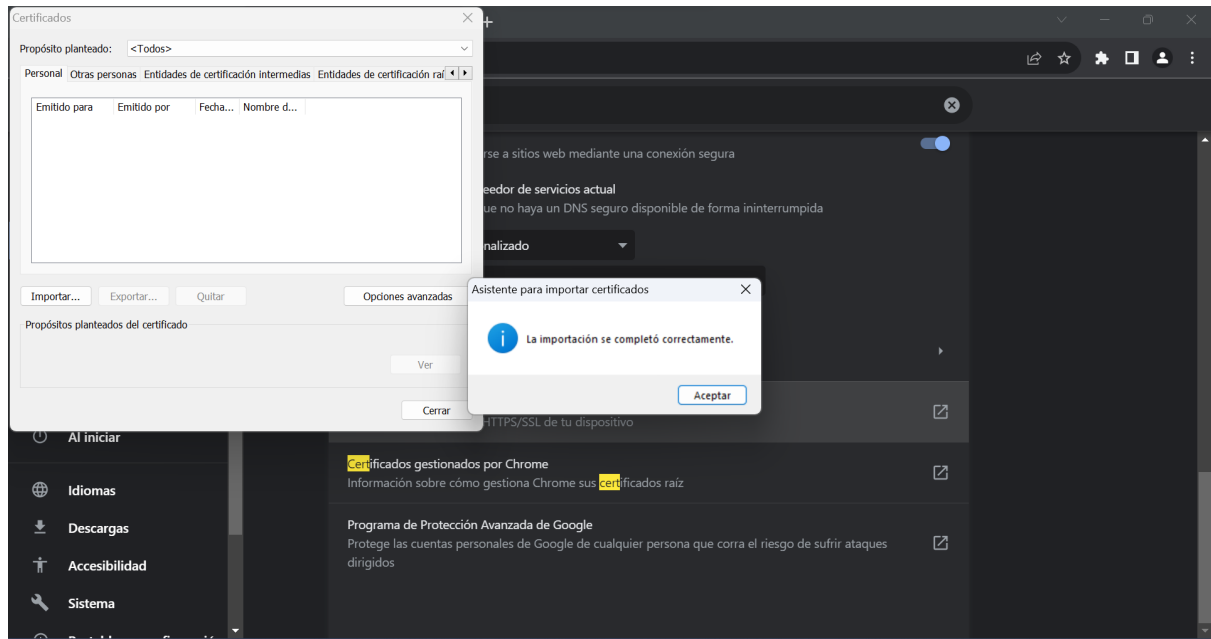 Certificados
Propósito planteado: <Todos>
Personal Otras personas Entidades de certificación intermedias Entidades de certificación raí
Emitido para Emitido por Fecha... Nombre d...
Importar... Exportar... Quitar Opciones avanzadas
Propósitos planteados del certificado
Ver
Cerrar
rse a sitios web mediante una conexión segura
eedor de servicios actual
ue no haya un DNS seguro disponible de forma ininterrumpida
nalizado
Asistente para importar certificados
La importación se completó correctamente.
Aceptar
HTTPS/SSL de tu dispositivo
Certificados gestionados por Chrome
Información sobre cómo gestiona Chrome sus certificados raíz
Programa de Protección Avanzada de Google
Protege las cuentas personales de Google de cualquier persona que corra el riesgo de sufrir ataques
dirigidos
Al iniciar
Idiomas
Descargas
Accesibilidad
Sistema